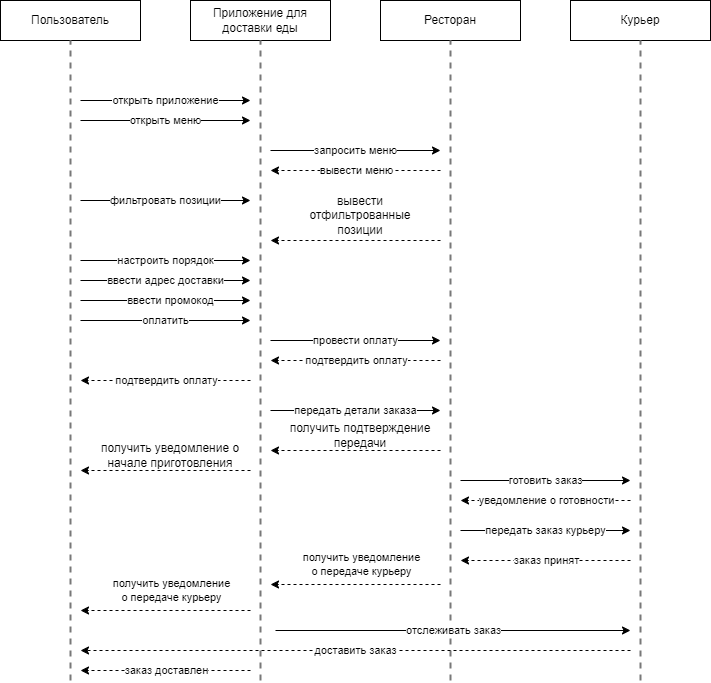 Пользователь
Приложение для
доставки еды
Ресторан
Курьер
открыть приложение
открыть меню
запросить меню
вывести меню
фильтровать позиции
вывести
отфильтрованные
позиции
настроить порядок
ввести адрес доставки
ввести промокод
оплатить
провести оплату
подтвердить оплату
подтвердить оплату
передать детали заказа
получить подтверждение
передачи
получить уведомление о
начале приготовления
готовить заказ
уведомление о готовности
передать заказ курьеру
заказ принят
получить уведомление
о передаче курьеру
получить уведомление
о передаче курьеру
отслеживать заказ
доставить заказ
заказ доставлен